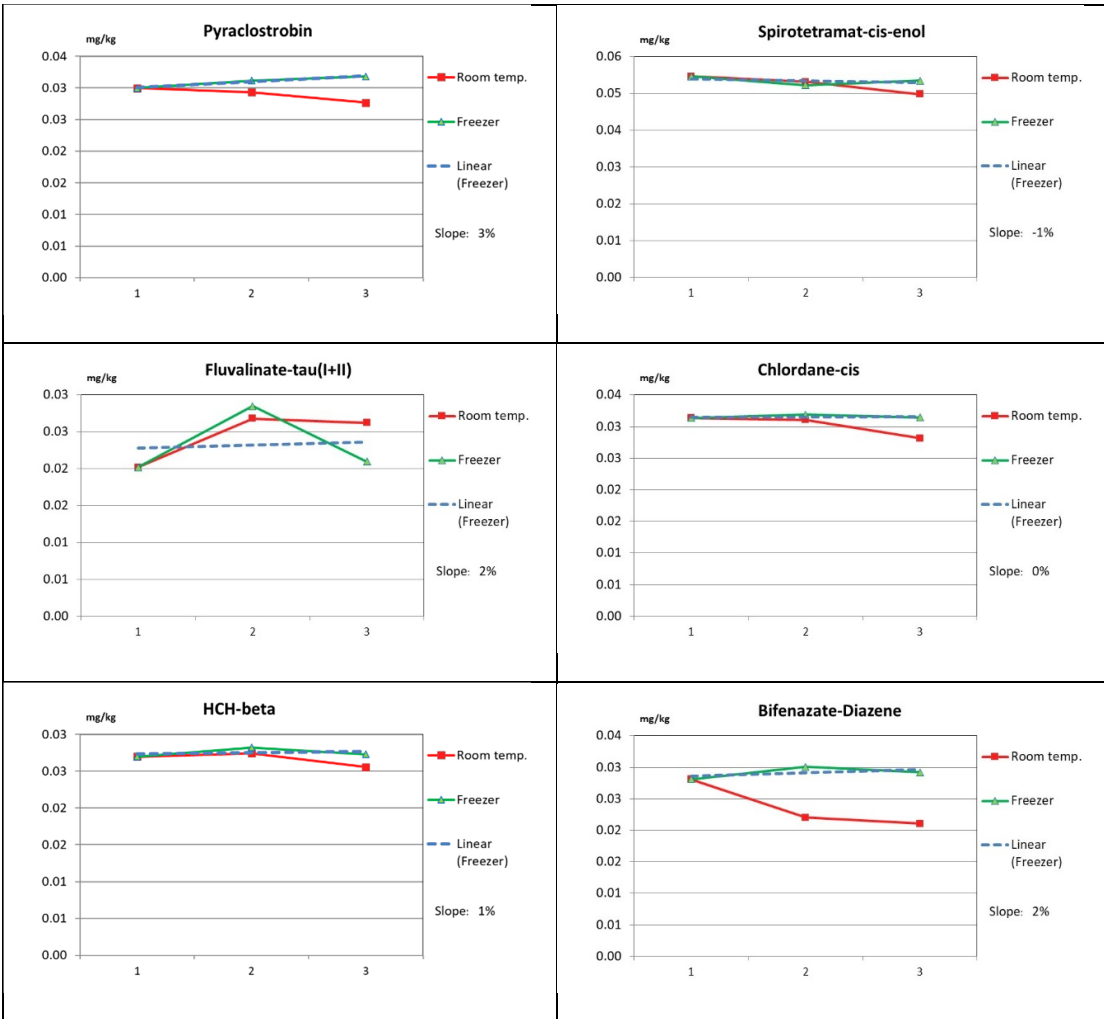 Pyraclostrobin
mg/kg
0.04
0.03
0.03
0.02
0.02
0.01
0.01
0.00
1 2 3
Room temp.
Freezer
Linear
(Freezer)
Slope: 3%
Spirotetramat-cis-enol
mg/kg
0.06
0.05
0.04
0.03
0.02
0.01
0.00
1 2 3
Room temp.
Freezer
Linear
(Freezer)
Slope: -1%
Fluvalinate-tau(I+II)
mg/kg
0.03
0.03
0.02
0.02
0.01
0.01
0.00
1 2 3
Room temp.
Freezer
Linear
(Freezer)
Slope: 2%
Chlordane-cis
mg/kg
0.04
0.03
0.03
0.02
0.02
0.01
0.01
0.00
1 2 3
Room temp.
Freezer
Linear
(Freezer)
Slope: 0%
HCH-beta
mg/kg
0.03
0.03
0.02
0.02
0.01
0.01
0.00
1 2 3
Room temp.
Freezer
Linear
(Freezer)
Slope: 1%
Bifenazate-Diazene
mg/kg
0.04
0.03
0.03
0.02
0.02
0.01
0.01
0.00
1 2 3
Room temp.
Freezer
Linear
(Freezer)
Slope: 2%